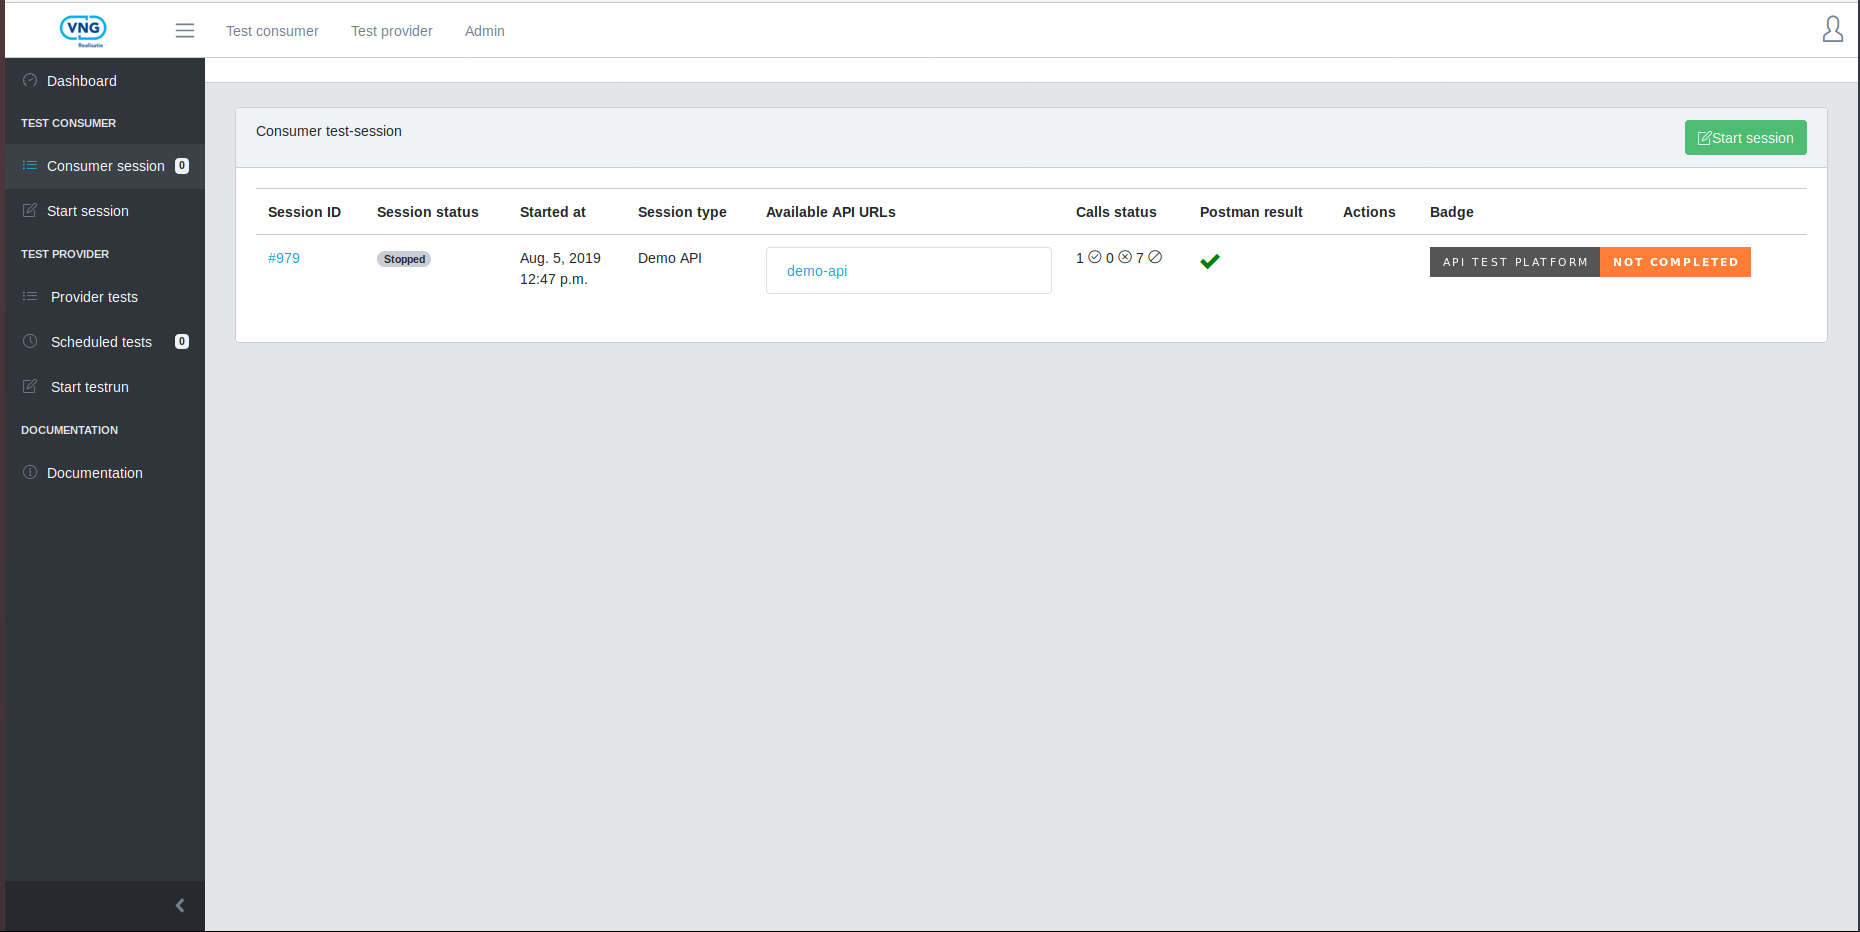 VNG
Realisatie
Test consumer
Test provider
Admin
Dashboard
TEST CONSUMER
Consumer session 0
Start session
TEST PROVIDER
Provider tests
Scheduled tests 0
Start testrun
DOCUMENTATION
Documentation
Consumer test-session
Start session
Session ID Session status Started at Session type Available API URLs Calls status Postman result Actions Badge
#979 Stopped Aug. 5, 2019 Demo API demo-api 1 0 7 API TEST PLATFORM NOT COMPLETED
12:47 p.m.